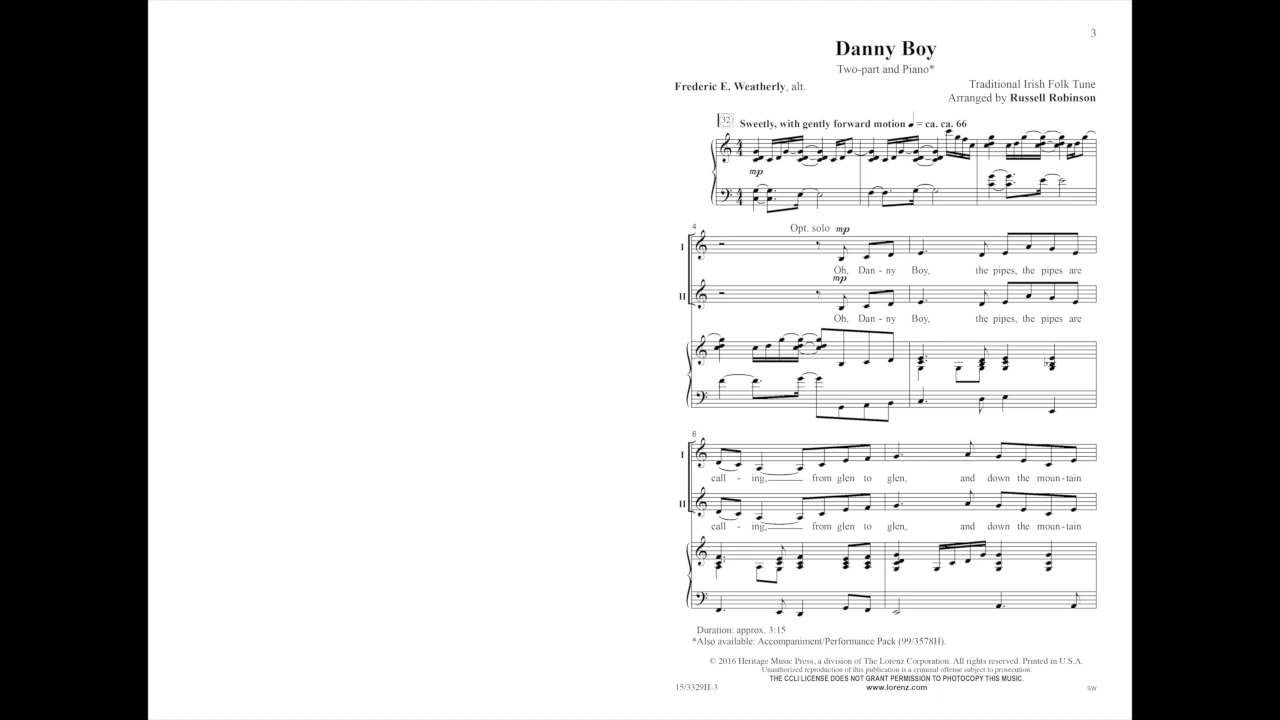 3
Danny Boy
Two-part and Piano*
Frederic E. Weatherly, alt.
Traditional Irish Folk Tune
Arranged by Russell Robinson
32 Sweetly, with gently forward motion ♩ = ca. ca. 66
mp
4
Opt. solo mp
I
Oh, Dan - ny Boy, the pipes, the pipes are
mp
II
Oh, Dan - ny Boy, the pipes, the pipes are
6
I
call - ing, from glen to glen, and down the moun - tain
II
call - ing, from glen to glen, and down the moun - tain
Duration: approx. 3:15
*Also available: Accompaniment/Performance Pack (99/3578H).
© 2016 Heritage Music Press, a division of The Lorenz Corporation. All rights reserved. Printed in U.S.A.
Unauthorized reproduction of this publication is a criminal offense subject to prosecution.
THE CCLI LICENSE DOES NOT GRANT PERMISSION TO PHOTOCOPY THIS MUSIC.
15/3329H-3
www.lorenz.com
SW